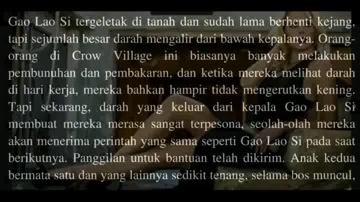 Gao Lao Si tergeletak di tanah dan sudah lama berhenti kejang,
tapi sejumlah besar darah mengalir dari bawah kepalanya. Orang-
orang di Crow Village ini biasanya banyak melakukan
pembunuhan dan pembakaran, dan ketika mereka melihat darah
di hari kerja, mereka bahkan hampir tidak mengerutkan kening.
Tapi sekarang, darah yang keluar dari kepala Gao Lao Si
membuat mereka merasa sangat terpesona, seolah-olah mereka
akan menerima perintah yang sama seperti Gao Lao Si pada saat
berikutnya. Panggilan untuk bantuan telah dikirim. Anak kedua
bermata satu dan yang lainnya sedikit tenang, selama bos muncul,